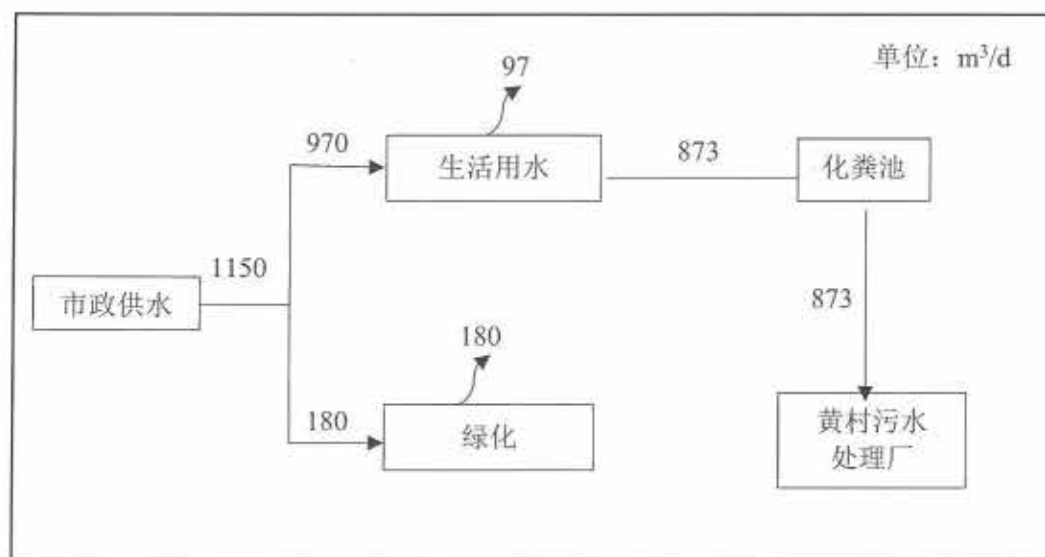 单位：m³/d
97
970
生活用水
873
化粪池
1150
市政供水
873
180
180
绿化
黄村污水
处理厂